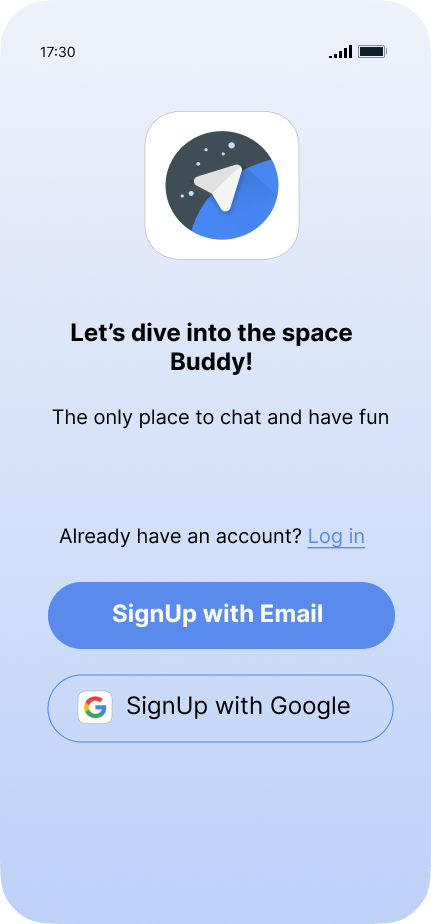 17:30
Let’s dive into the space
Buddy!
The only place to chat and have fun
Already have an account? Log in
SignUp with Email
SignUp with Google